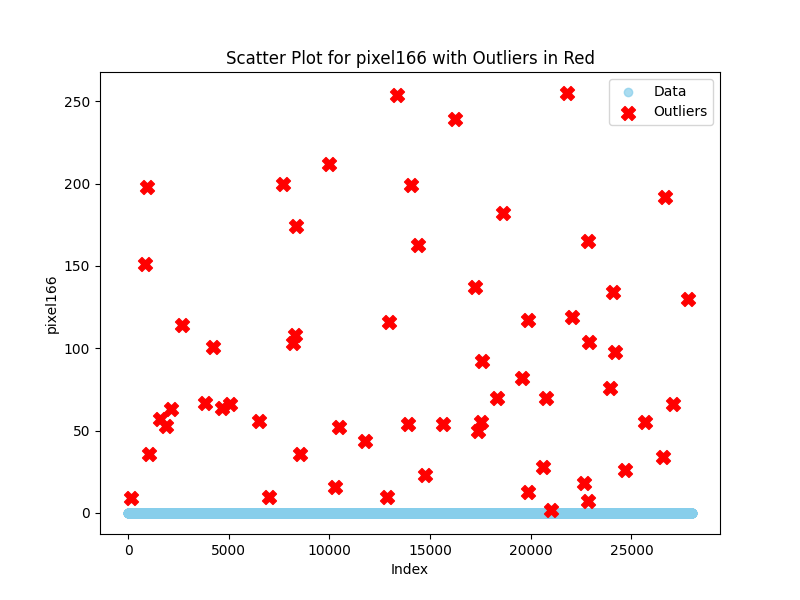 Scatter Plot for pixel166 with Outliers in Red
Data
Outliers
250
200
150
100
50
0
pixel166
0 5000 10000 15000 20000 25000
Index